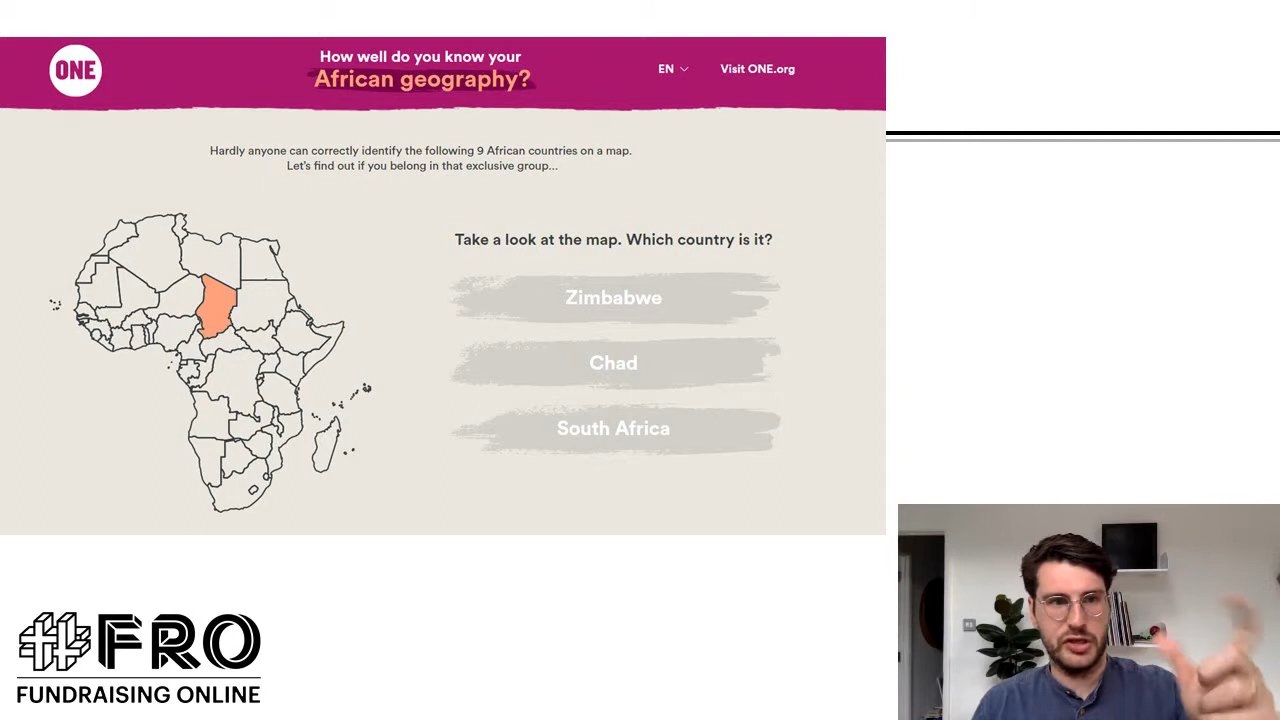 ONE
How well do you know your
African geography?
EN
Visit ONE.org
Hardly anyone can correctly identify the following 9 African countries on a map.
Let's find out if you belong in that exclusive group...
Take a look at the map. Which country is it?
Zimbabwe
Chad
South Africa
#FRO
FUNDRAISING ONLINE